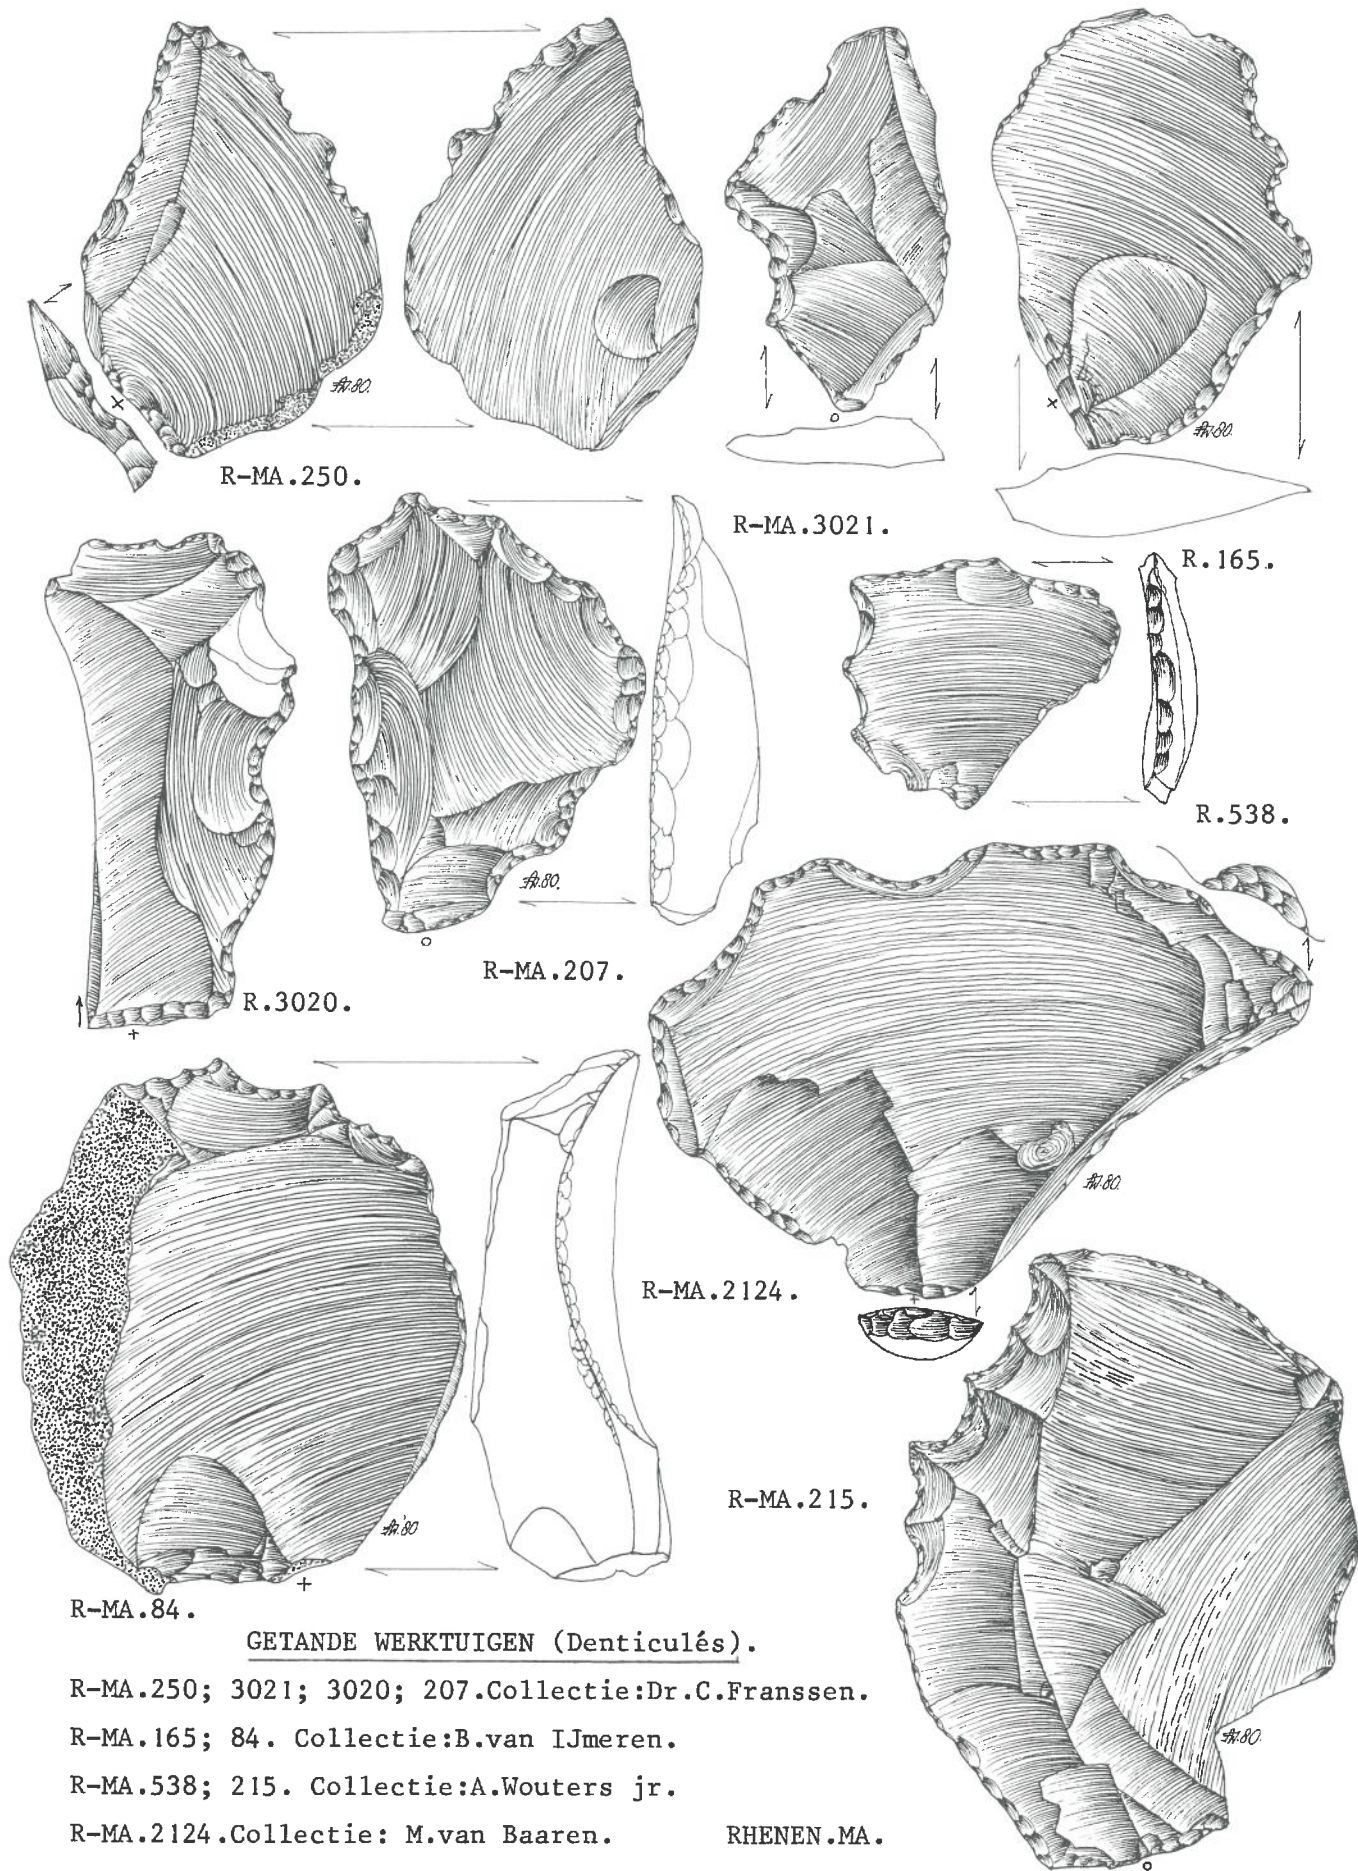 R-MA.250.
R-MA.3021.
R.165.
R.538.
R-MA.207.
R.3020.
R-MA.2124.
R-MA.215.
R-MA.84.
GETANDE WERKTUIGEN (Denticulés).
R-MA.250; 3021; 3020; 207.Collectie:Dr.C.Franssen.
R-MA.165; 84. Collectie:B.van IJmeren.
R-MA.538; 215. Collectie:A.Wouters jr.
R-MA.2124.Collectie: M.van Baaren.
RHENEN.MA.